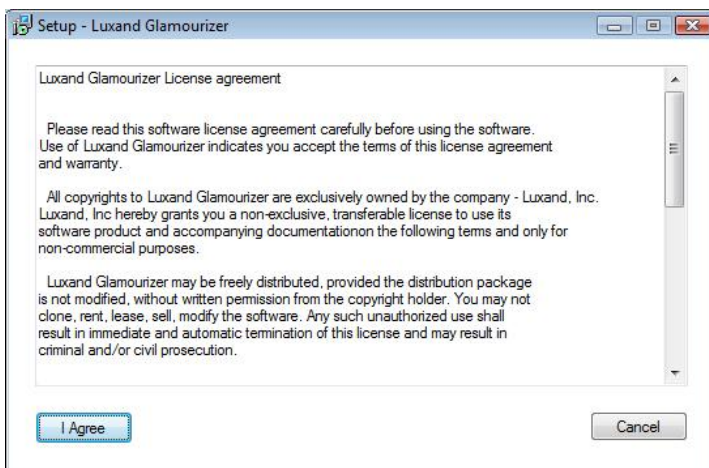 Setup - Luxand Glamourizer
Luxand Glamourizer License agreement
Please read this software license agreement carefully before using the software.
Use of Luxand Glamourizer indicates you accept the terms of this license agreement
and warranty.
All copyrights to Luxand Glamourizer are exclusively owned by the company - Luxand, Inc.
Luxand, Inc hereby grants you a non-exclusive, transferable license to use its
software product and accompanying documentationon the following terms and only for
non-commercial purposes.
Luxand Glamourizer may be freely distributed, provided the distribution package
is not modified, without written permission from the copyright holder. You may not
clone, rent, lease, sell, modify the software. Any such unauthorized use shall
result in immediate and automatic termination of this license and may result in
criminal and/or civil prosecution.
I Agree
Cancel